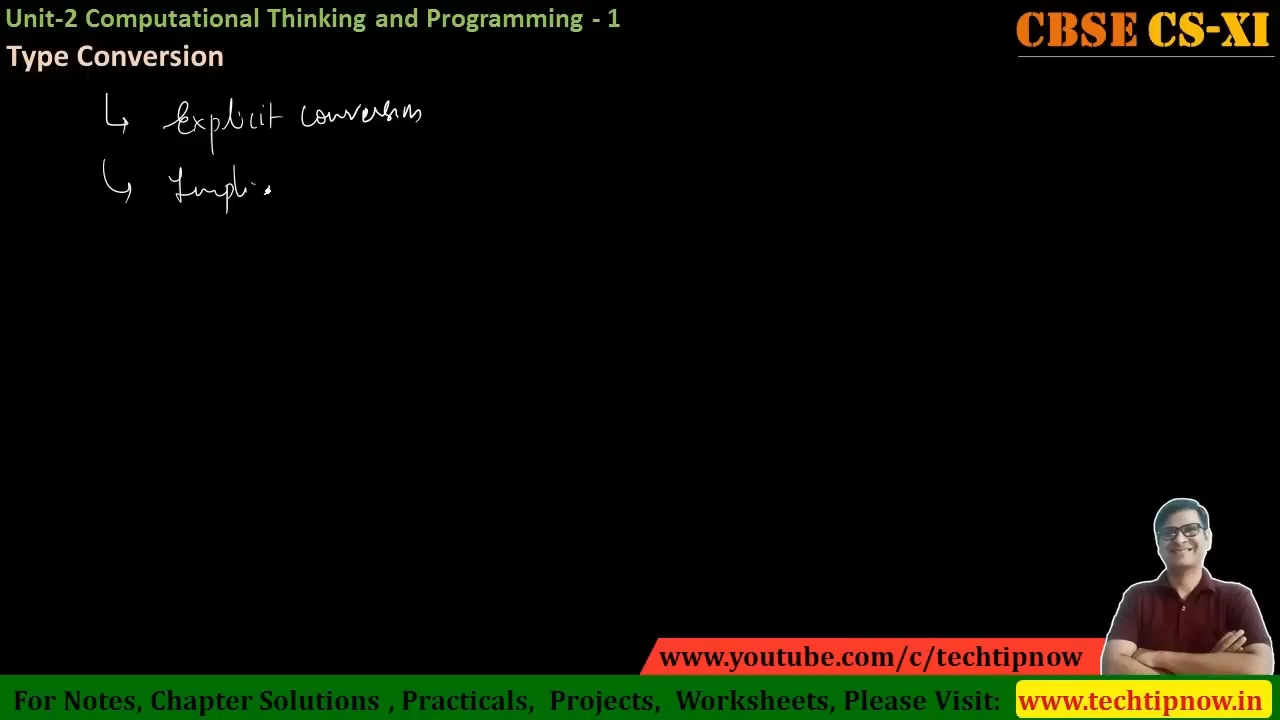 Unit-2 Computational Thinking and Programming - 1
CBSE CS-XI
Type Conversion
Explicit conversion
Impli
www.youtube.com/c/techtipnow
For Notes, Chapter Solutions , Practicals, Projects, Worksheets, Please Visit: www.techtipnow.in